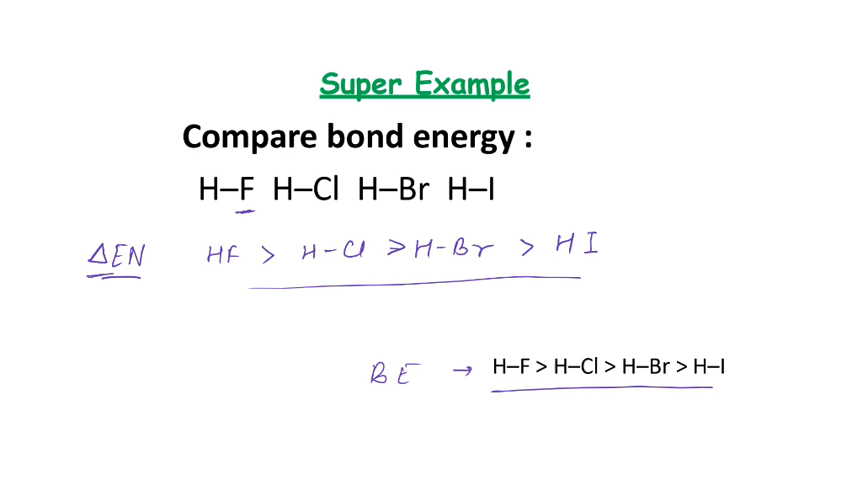 Super Example
Compare bond energy :
H–F H–Cl H–Br H–I
ΔEN HF > H-Cl > H-Br > HI
BE → H–F > H–Cl > H–Br > H–I